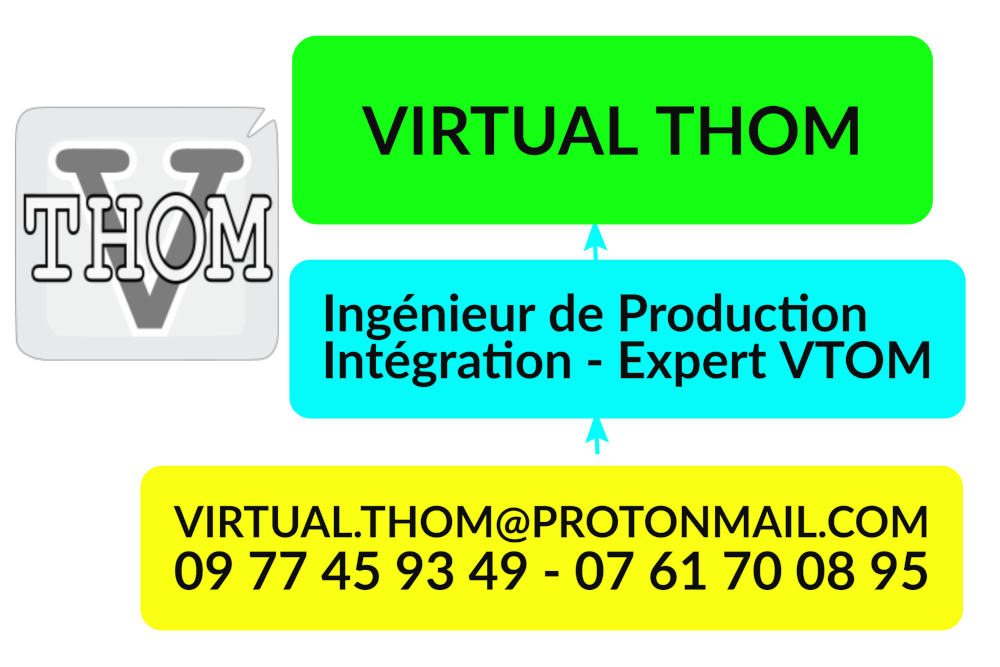 V
THOM
VIRTUAL THOM
Ingénieur de Production
Intégration - Expert VTOM
VIRTUAL.THOM@PROTONMAIL.COM
09 77 45 93 49 - 07 61 70 08 95